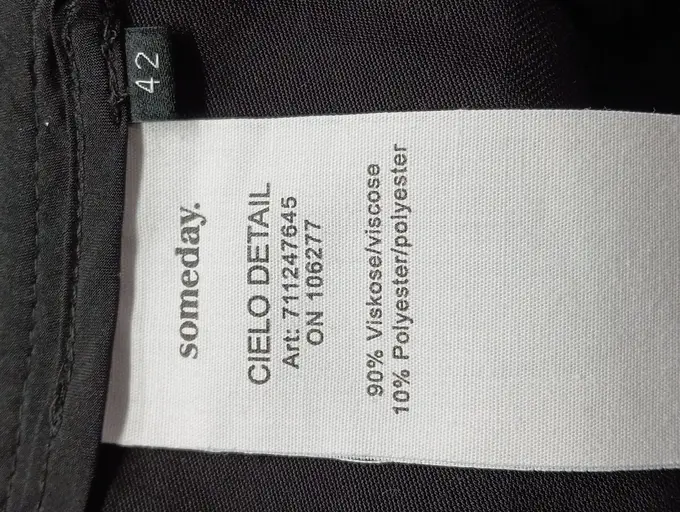 42
someday.
CIELO DETAIL
Art: 711247645
ON 106277
90% Viskose/viscose
10% Polyester/polyester